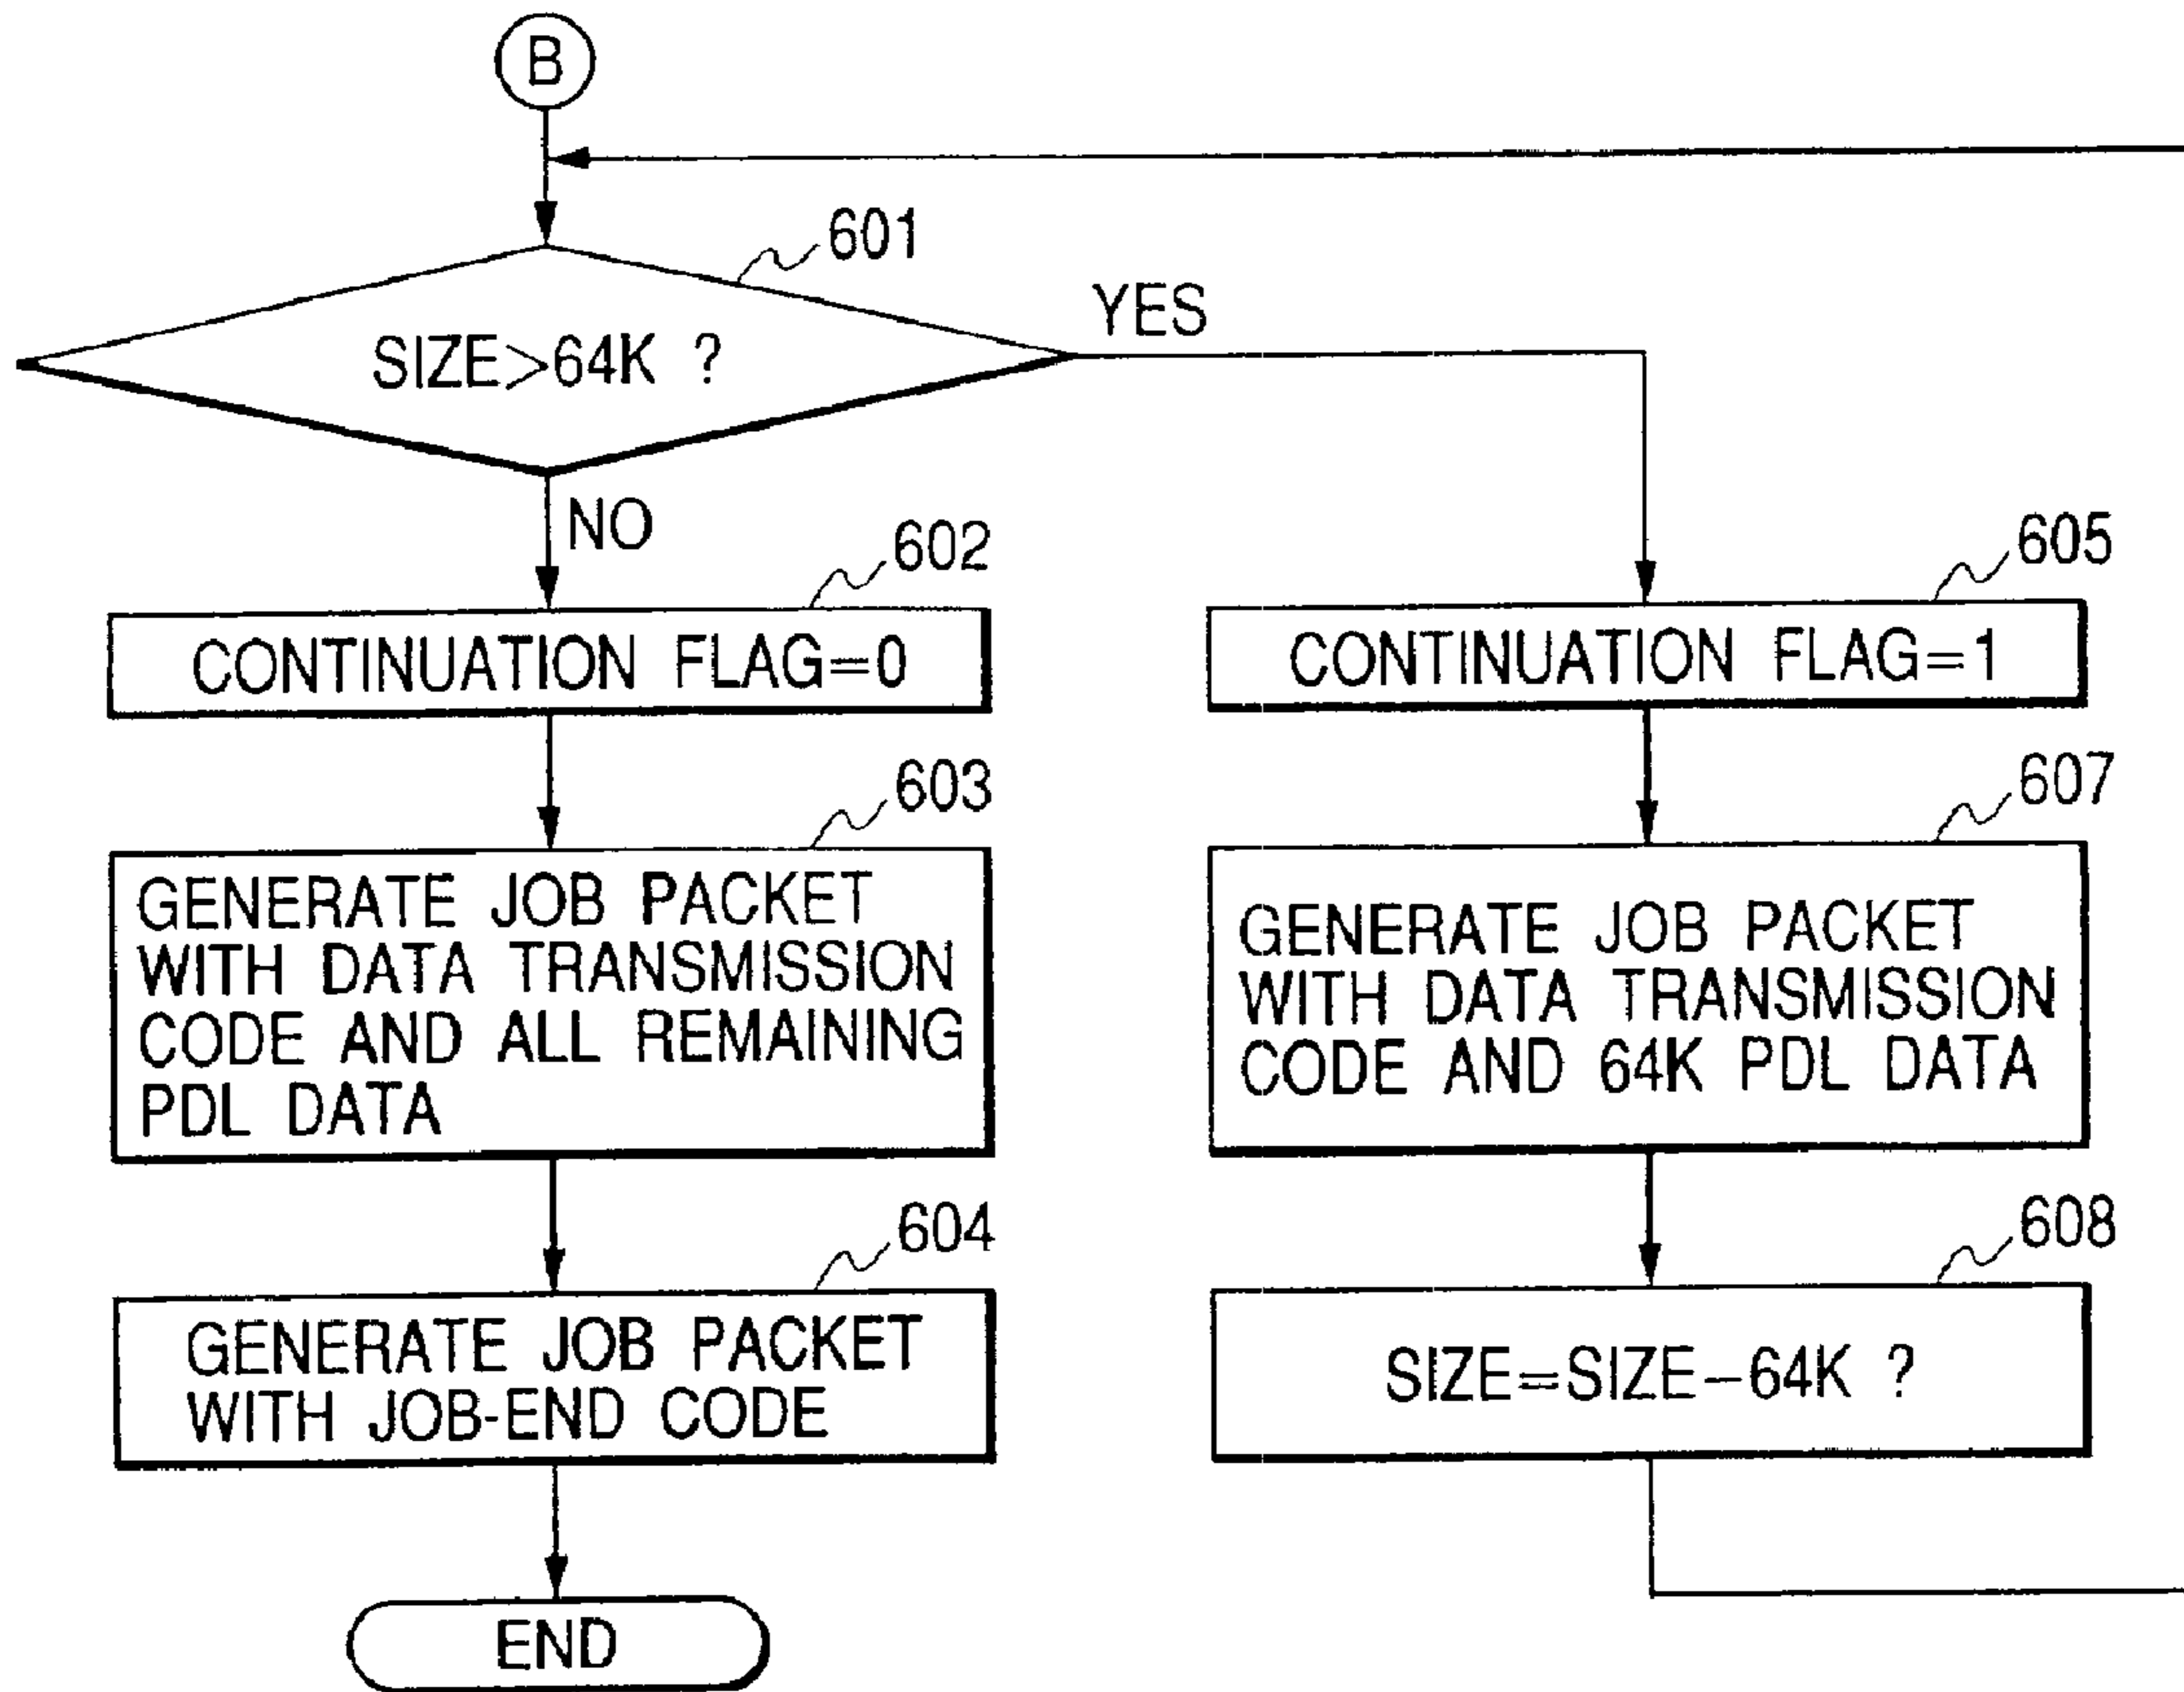 B
601
SIZE>64K ?
YES
NO
602
CONTINUATION FLAG=0
603
GENERATE JOB PACKET
WITH DATA TRANSMISSION
CODE AND ALL REMAINING
PDL DATA
604
GENERATE JOB PACKET
WITH JOB-END CODE
END
605
CONTINUATION FLAG=1
607
GENERATE JOB PACKET
WITH DATA TRANSMISSION
CODE AND 64K PDL DATA
608
SIZE=SIZE-64K ?